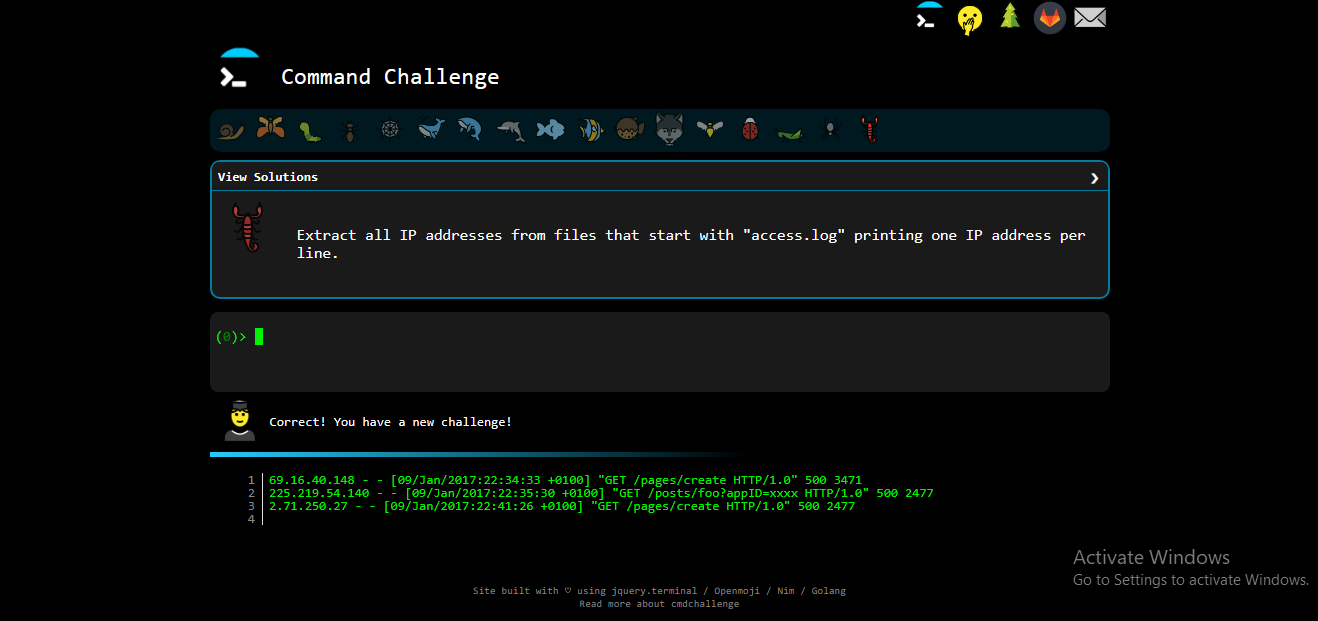 Command Challenge
View Solutions
Extract all IP addresses from files that start with "access.log" printing one IP address per
line.
(0)>
Correct! You have a new challenge!
1 69.16.40.148 - - [09/Jan/2017:22:34:33 +0100] "GET /pages/create HTTP/1.0" 500 3471
2 225.219.54.140 - - [09/Jan/2017:22:35:30 +0100] "GET /posts/foo?appID=xxxx HTTP/1.0" 500 2477
3 2.71.250.27 - - [09/Jan/2017:22:41:26 +0100] "GET /pages/create HTTP/1.0" 500 2477
4
Activate Windows
Go to Settings to activate Windows.
Site built with ♡ using jquery.terminal / Openmoji / Nim / Golang
Read more about cmdchallenge